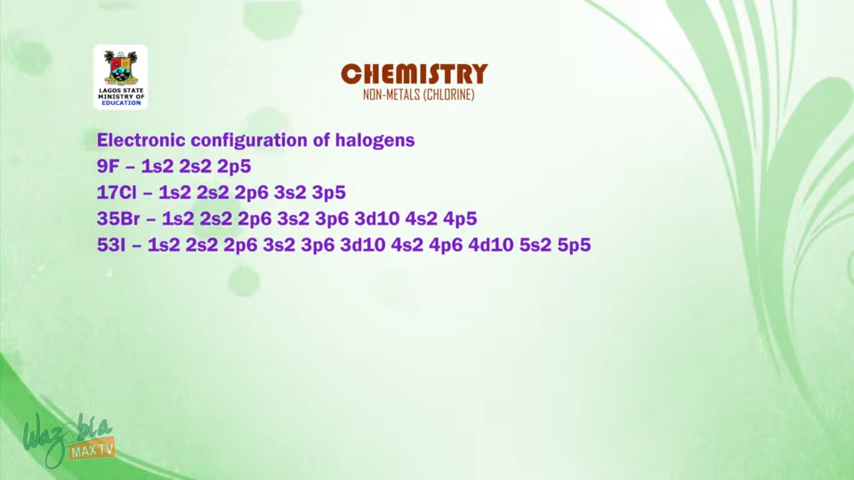 LAGOS STATE
MINISTRY OF
EDUCATION
CHEMISTRY
NON-METALS (CHLORINE)
Electronic configuration of halogens
9F – 1s2 2s2 2p5
17Cl – 1s2 2s2 2p6 3s2 3p5
35Br – 1s2 2s2 2p6 3s2 3p6 3d10 4s2 4p5
53I – 1s2 2s2 2p6 3s2 3p6 3d10 4s2 4p6 4d10 5s2 5p5
Wazobia
MAX TV